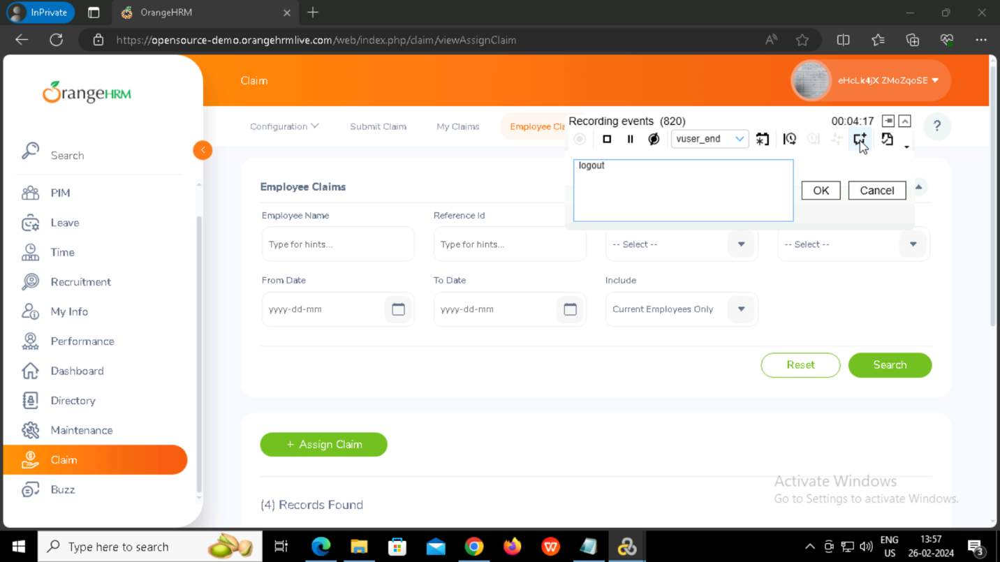 InPrivate
OrangeHRM
https://opensource-demo.orangehrmlive.com/web/index.php/claim/viewAssignClaim
OrangeHRM
Claim
eHcLk4jX ZMoZqoSE
Search
Configuration
Submit Claim
My Claims
Employee Cla
?
Recording events (820)
00:04:17
vuser_end
logout
OK
Cancel
PIM
Leave
Time
Recruitment
My Info
Performance
Dashboard
Directory
Maintenance
Claim
Buzz
Employee Claims
Employee Name
Reference Id
Type for hints...
Type for hints...
-- Select --
-- Select --
From Date
To Date
Include
yyyy-dd-mm
yyyy-dd-mm
Current Employees Only
Reset
Search
+ Assign Claim
(4) Records Found
Activate Windows
Go to Settings to activate Windows.
Type here to search
ENG
US
13:57
26-02-2024
3